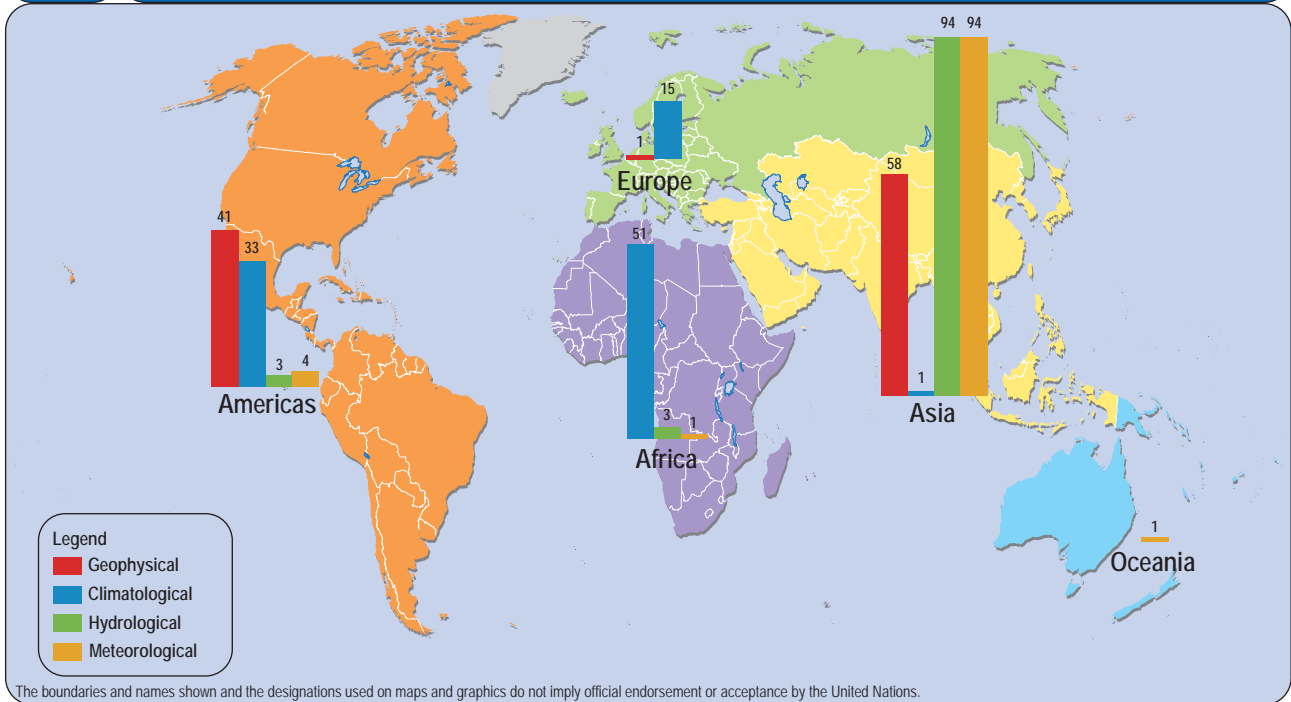 94 94
15
1
Europe
58
41
33
51
3 4
Americas
1
Asia
3
1
Africa
1
Oceania
Legend
Geophysical
Climatological
Hydrological
Meteorological
The boundaries and names shown and the designations used on maps and graphics do not imply official endorsement or acceptance by the United Nations.